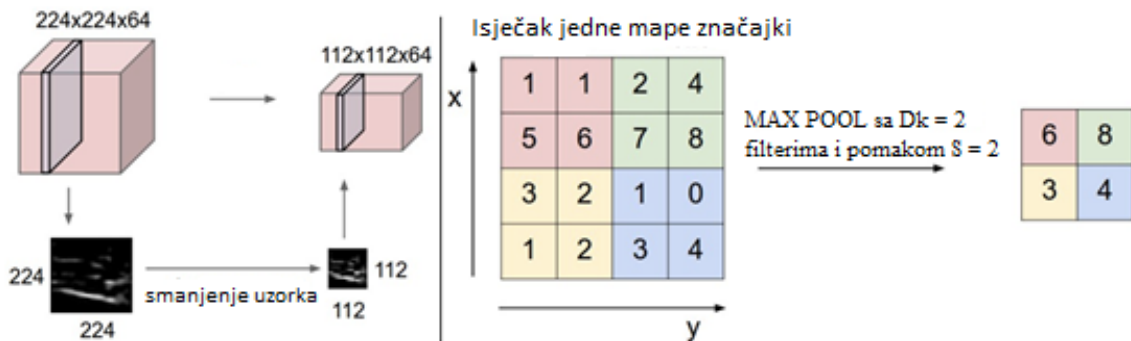 224x224x64
112x112x64
224
224
smanjenje uzorka
112
112
Isječak jedne mape značajki
x
1 1 2 4
5 6 7 8
3 2 1 0
1 2 3 4
y
MAX POOL sa Dk = 2
filterima i pomakom S = 2
6 8
3 4